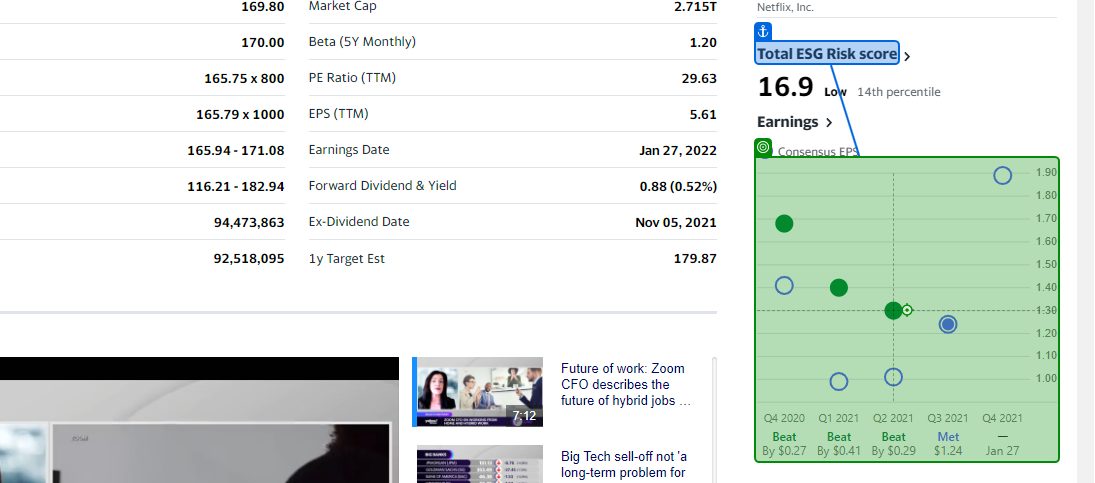 169.80 Market Cap 2.715T
170.00 Beta (5Y Monthly) 1.20
165.75 x 800 PE Ratio (TTM) 29.63
165.79 x 1000 EPS (TTM) 5.61
165.94 - 171.08 Earnings Date Jan 27, 2022
116.21 - 182.94 Forward Dividend & Yield 0.88 (0.52%)
94,473,863 Ex-Dividend Date Nov 05, 2021
92,518,095 1y Target Est 179.87
Netflix, Inc.
Total ESG Risk score
16.9 Low 14th percentile
Earnings
Consensus EPS
1.90
1.80
1.70
1.60
1.50
1.40
1.30
1.20
1.10
1.00
Q4 2020 Q1 2021 Q2 2021 Q3 2021 Q4 2021
Beat Beat Beat Met —
By $0.27 By $0.41 By $0.29 $1.24 Jan 27
ZOOM
7:12
Future of work: Zoom
CFO describes the
future of hybrid jobs ...
BIG BANKS
Big Tech sell-off not 'a
long-term problem for